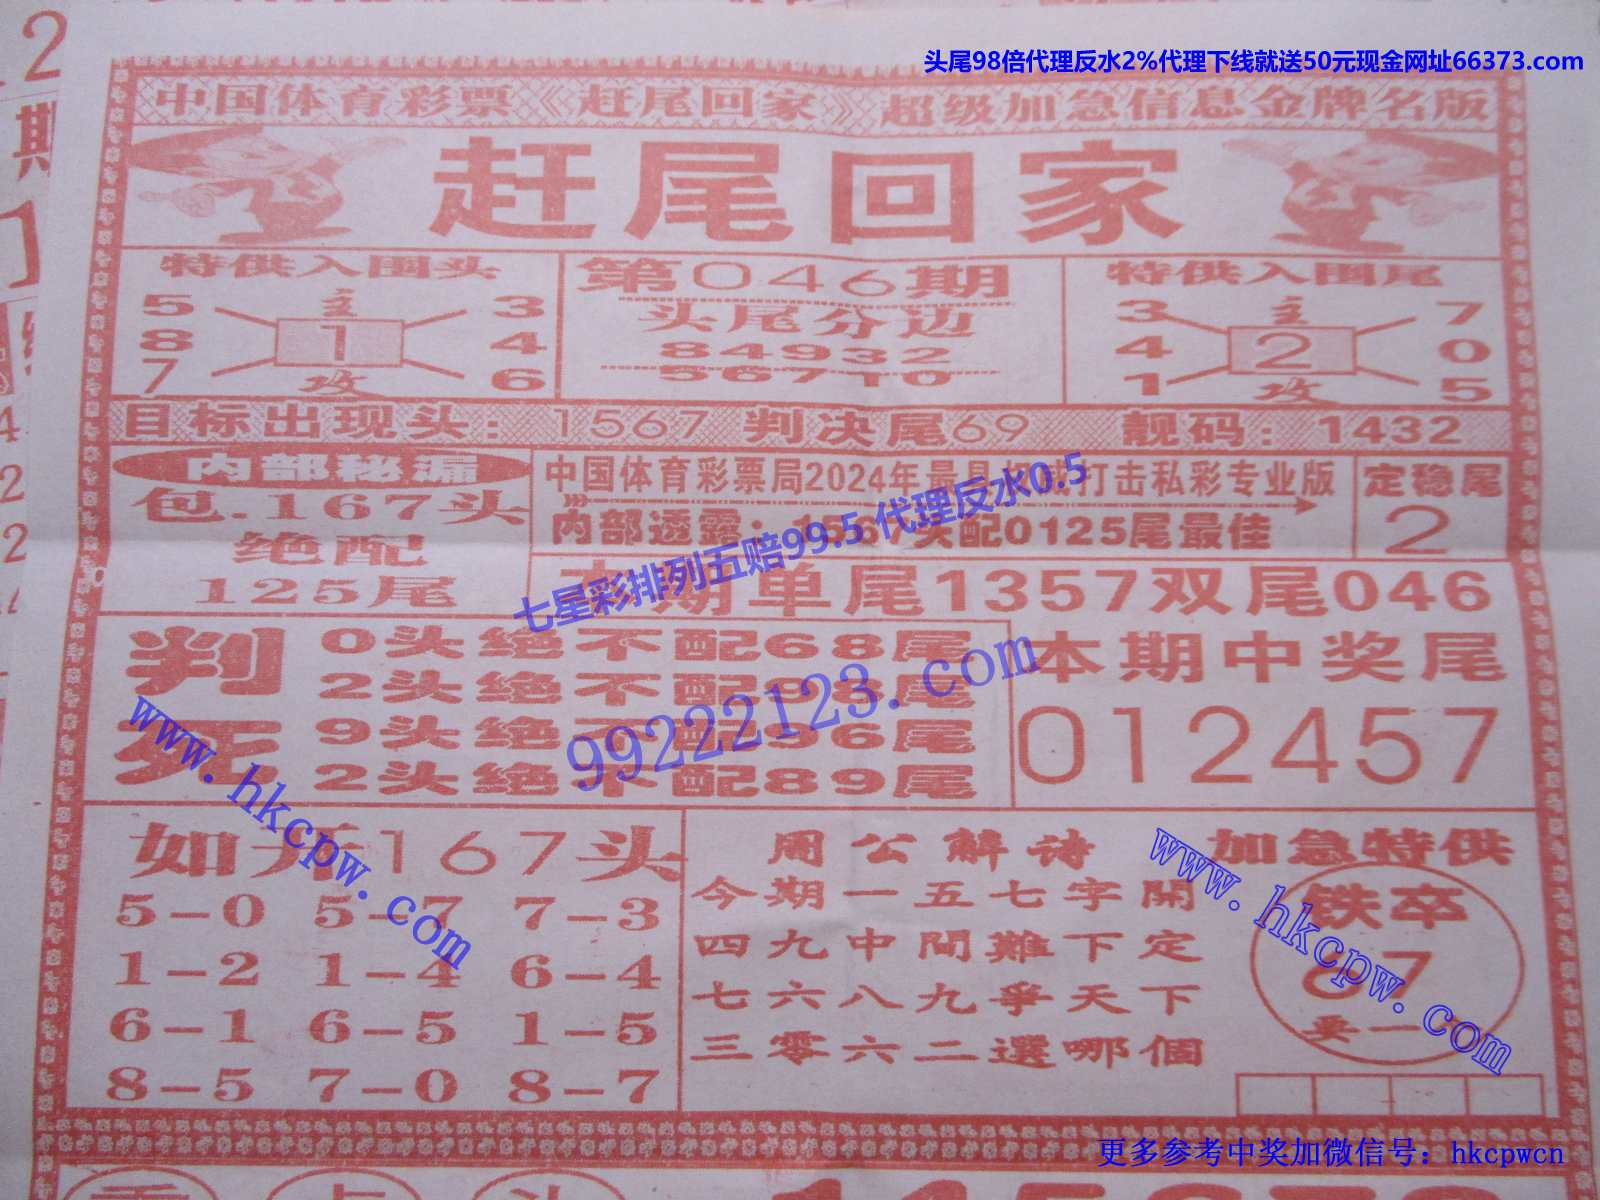 头尾98倍代理反水2%代理下线就送50元现金网址66373.com
中国体育彩票《赶尾回家》超级加急信息金牌名版
赶尾回家
特供入围头
5 主 3
8 1 4
7 攻 6
第046期
头尾分边
84932
56710
特供入围尾
3 主 7
4 2 0
1 攻 5
目标出现头：1567 判决尾69 靓码：1432
内部秘漏
包.167头
绝配
125尾
中国体育彩票局2024年最具权威打击私彩专业版
内部透露： 头配0125尾最佳
定稳尾
2
七星彩排列五赔99.5 代理反水0.5
本期单尾1357双尾046
判死
0头绝不配68尾
2头绝不配 尾
9头绝不配 6尾
2头绝不配89尾
99222123.com
本期中奖尾
012457
www.hkcpw.com
如开167头
5-0 5-7 7-3
1-2 1-4 6-4
6-1 6-5 1-5
8-5 7-0 8-7
周公解诗
今期一五七字開
四九中間難下定
七六八九爭天下
三零六二選哪個
加急特供
铁卒
67
卖一
www.hkcpw.com
更多参考中奖加微信号：hkcpwcn
2
期